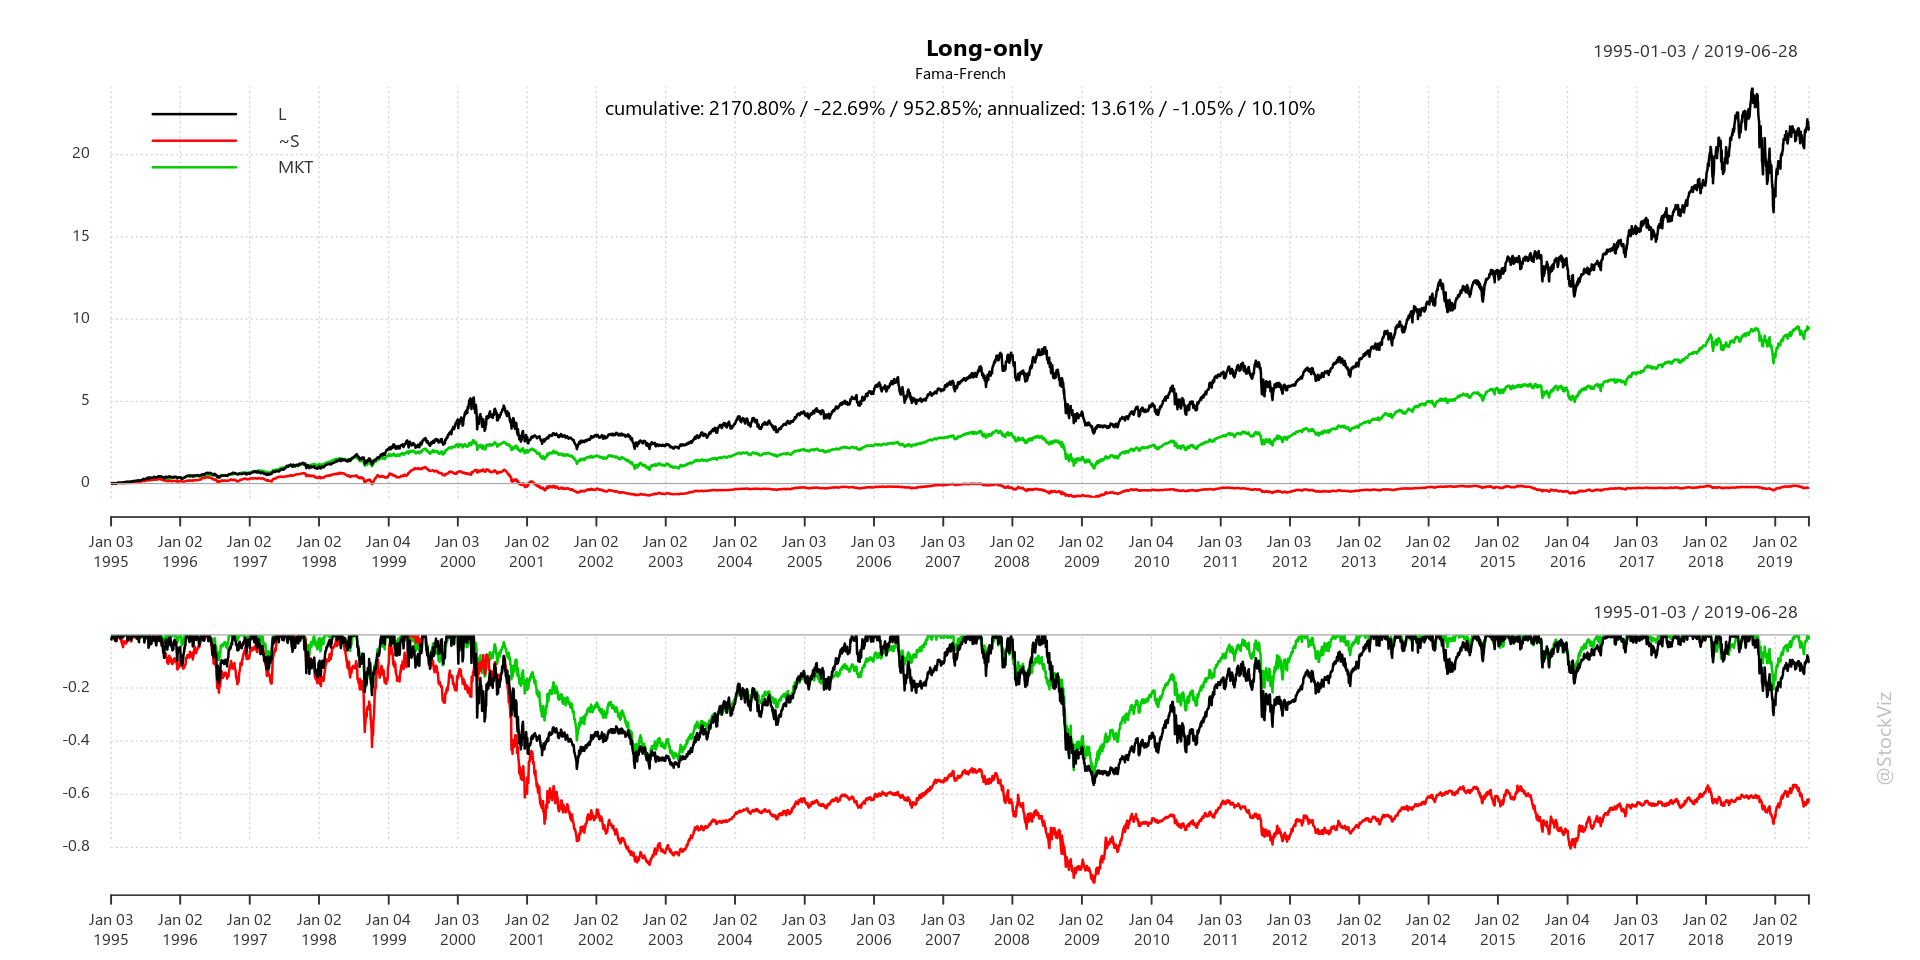 Long-only
1995-01-03 / 2019-06-28
Fama-French
cumulative: 2170.80% / -22.69% / 952.85%; annualized: 13.61% / -1.05% / 10.10%
L
~S
MKT
20
15
10
5
0
Jan 03 Jan 02 Jan 02 Jan 02 Jan 04 Jan 03 Jan 02 Jan 02 Jan 02 Jan 02 Jan 03 Jan 03 Jan 03 Jan 02 Jan 02 Jan 04 Jan 03 Jan 03 Jan 02 Jan 02 Jan 02 Jan 04 Jan 03 Jan 02 Jan 02
1995 1996 1997 1998 1999 2000 2001 2002 2003 2004 2005 2006 2007 2008 2009 2010 2011 2012 2013 2014 2015 2016 2017 2018 2019
1995-01-03 / 2019-06-28
-0.2
-0.4
-0.6
-0.8
Jan 03 Jan 02 Jan 02 Jan 02 Jan 04 Jan 03 Jan 02 Jan 02 Jan 02 Jan 02 Jan 03 Jan 03 Jan 03 Jan 02 Jan 02 Jan 04 Jan 03 Jan 03 Jan 02 Jan 02 Jan 02 Jan 04 Jan 03 Jan 02 Jan 02
1995 1996 1997 1998 1999 2000 2001 2002 2003 2004 2005 2006 2007 2008 2009 2010 2011 2012 2013 2014 2015 2016 2017 2018 2019
@StockViz